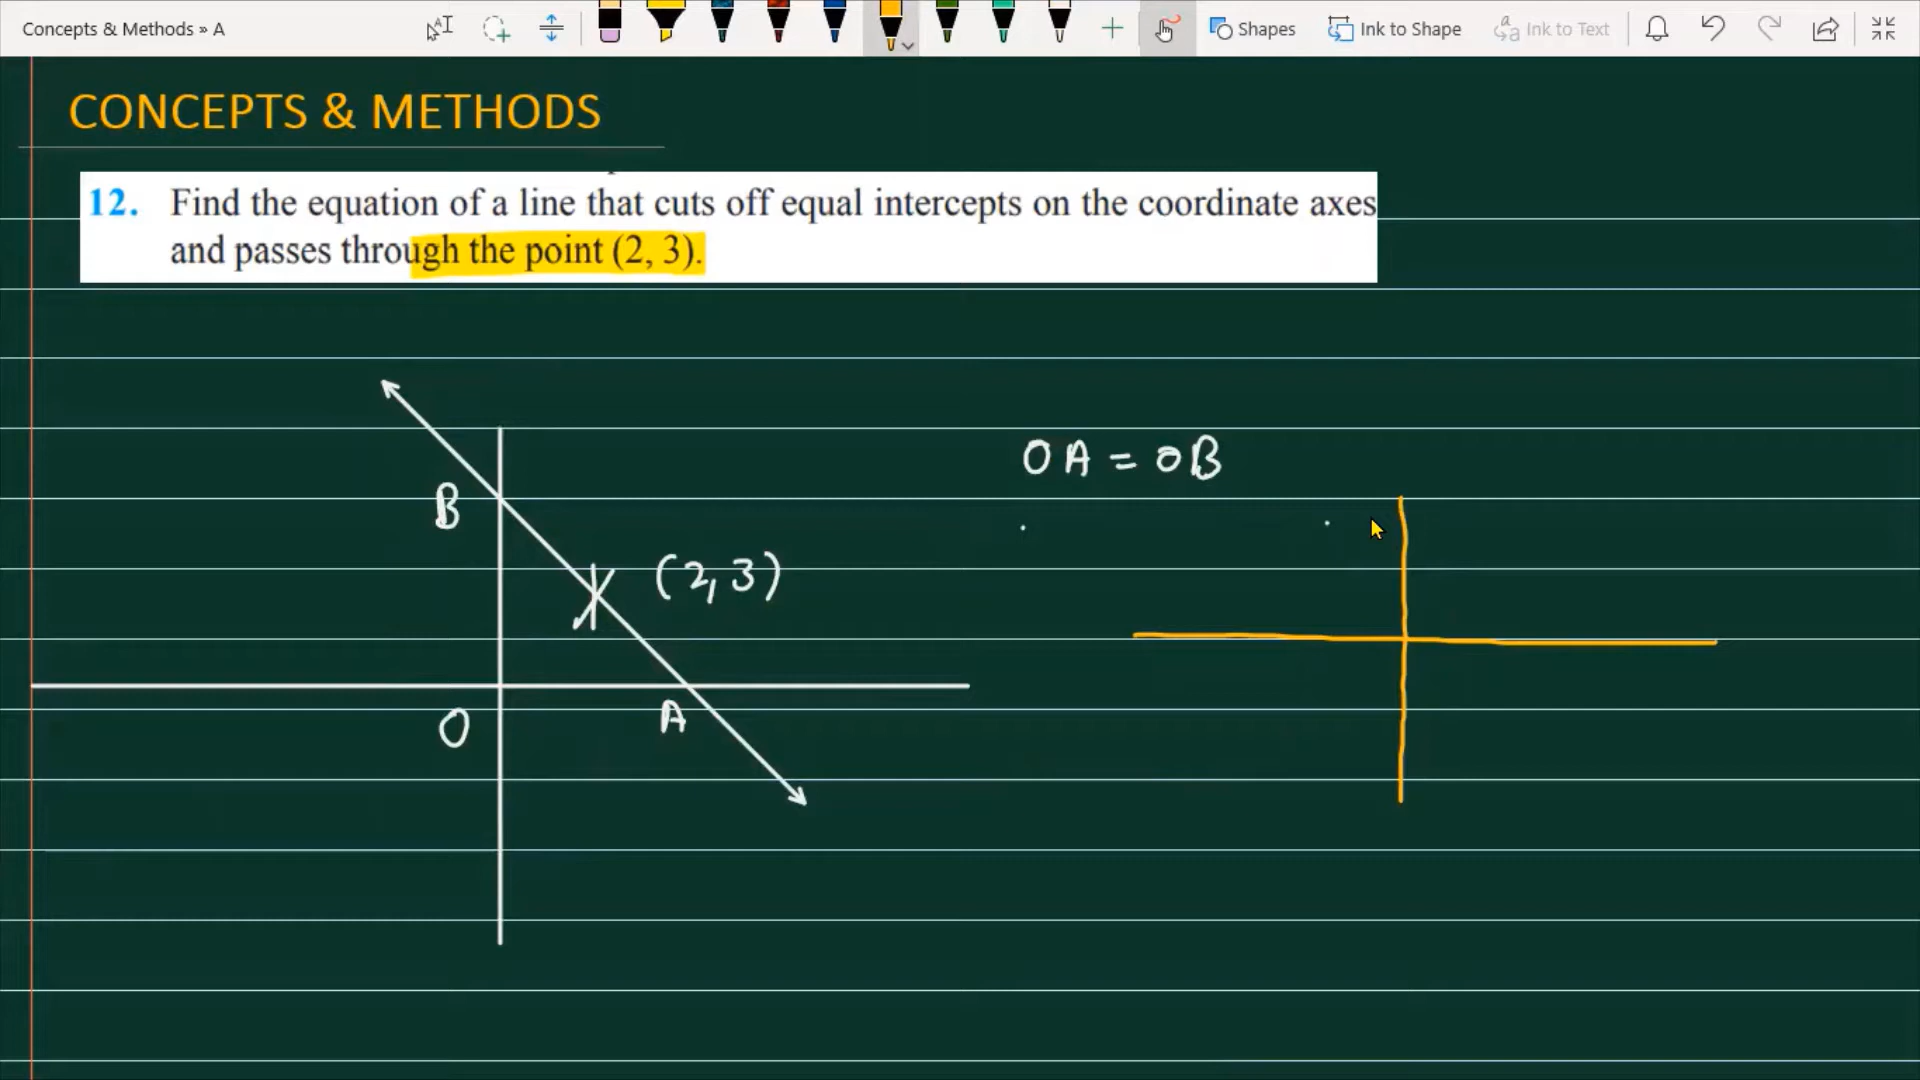 Concepts & Methods » A
Shapes
Ink to Shape
Ink to Text
CONCEPTS & METHODS
12. Find the equation of a line that cuts off equal intercepts on the coordinate axes
and passes through the point (2, 3).
OA = OB
B
(2, 3)
A
O